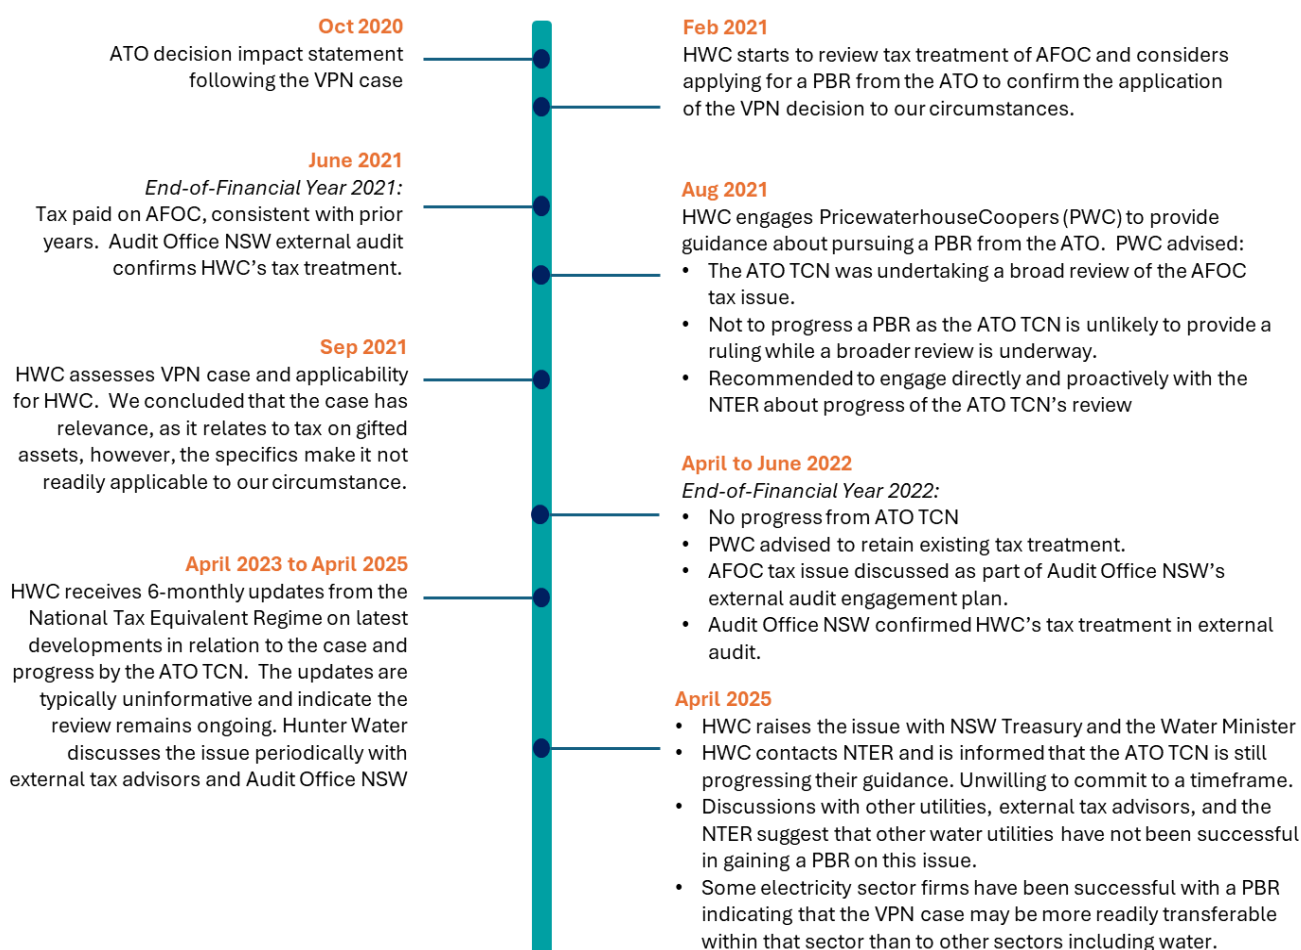 Oct 2020
ATO decision impact statement
following the VPN case
Feb 2021
HWC starts to review tax treatment of AFOC and considers
applying for a PBR from the ATO to confirm the application
of the VPN decision to our circumstances.
June 2021
End-of-Financial Year 2021:
Tax paid on AFOC, consistent with prior
years. Audit Office NSW external audit
confirms HWC's tax treatment.
Aug 2021
HWC engages PricewaterhouseCoopers (PWC) to provide
guidance about pursuing a PBR from the ATO. PWC advised:
• The ATO TCN was undertaking a broad review of the AFOC
tax issue.
• Not to progress a PBR as the ATO TCN is unlikely to provide a
ruling while a broader review is underway.
• Recommended to engage directly and proactively with the
NTER about progress of the ATO TCN's review
Sep 2021
HWC assesses VPN case and applicability
for HWC. We concluded that the case has
relevance, as it relates to tax on gifted
assets, however, the specifics make it not
readily applicable to our circumstance.
April to June 2022
End-of-Financial Year 2022:
• No progress from ATO TCN
• PWC advised to retain existing tax treatment.
• AFOC tax issue discussed as part of Audit Office NSW's
external audit engagement plan.
• Audit Office NSW confirmed HWC's tax treatment in external
audit.
April 2023 to April 2025
HWC receives 6-monthly updates from the
National Tax Equivalent Regime on latest
developments in relation to the case and
progress by the ATO TCN. The updates are
typically uninformative and indicate the
review remains ongoing. Hunter Water
discusses the issue periodically with
external tax advisors and Audit Office NSW
April 2025
• HWC raises the issue with NSW Treasury and the Water Minister
• HWC contacts NTER and is informed that the ATO TCN is still
progressing their guidance. Unwilling to commit to a timeframe.
• Discussions with other utilities, external tax advisors, and the
NTER suggest that other water utilities have not been successful
in gaining a PBR on this issue.
• Some electricity sector firms have been successful with a PBR
indicating that the VPN case may be more readily transferable
within that sector than to other sectors including water.